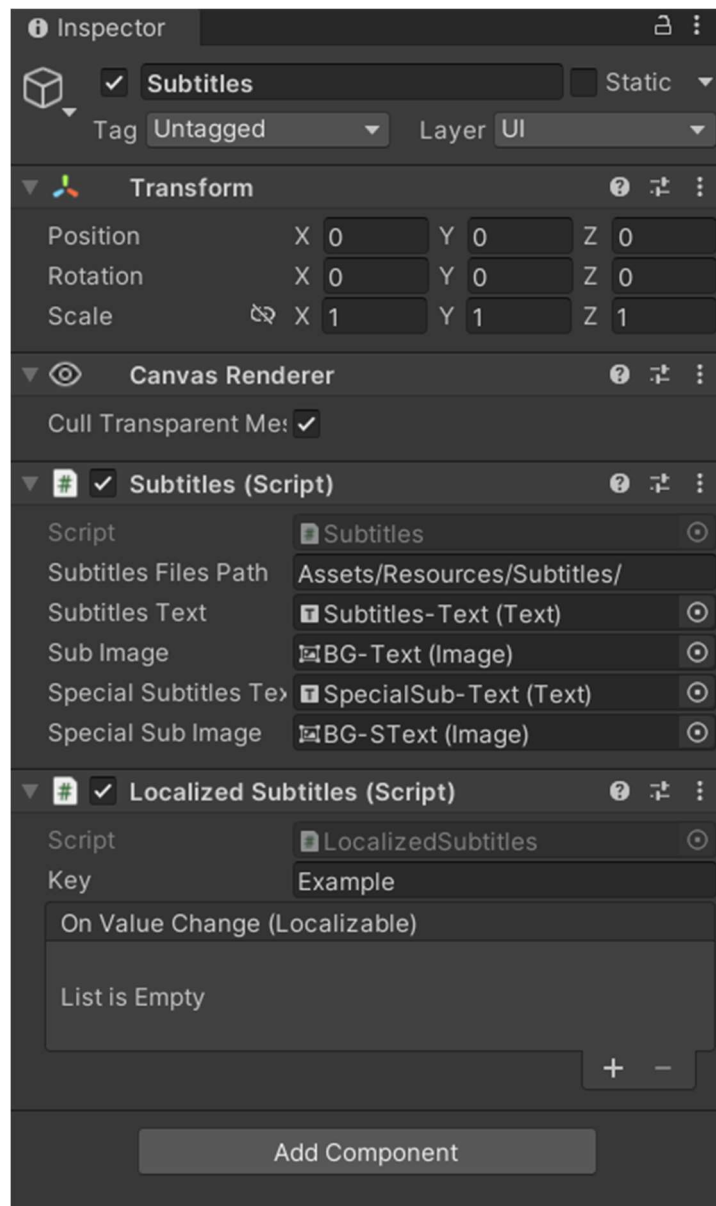 Inspector
Subtitles Static
Tag Untagged Layer UI
Transform
Position X 0 Y 0 Z 0
Rotation X 0 Y 0 Z 0
Scale X 1 Y 1 Z 1
Canvas Renderer
Cull Transparent Mes
Subtitles (Script)
Script Subtitles
Subtitles Files Path Assets/Resources/Subtitles/
Subtitles Text Subtitles-Text (Text)
Sub Image BG-Text (Image)
Special Subtitles Tex SpecialSub-Text (Text)
Special Sub Image BG-SText (Image)
Localized Subtitles (Script)
Script LocalizedSubtitles
Key Example
On Value Change (Localizable)
List is Empty
+ −
Add Component